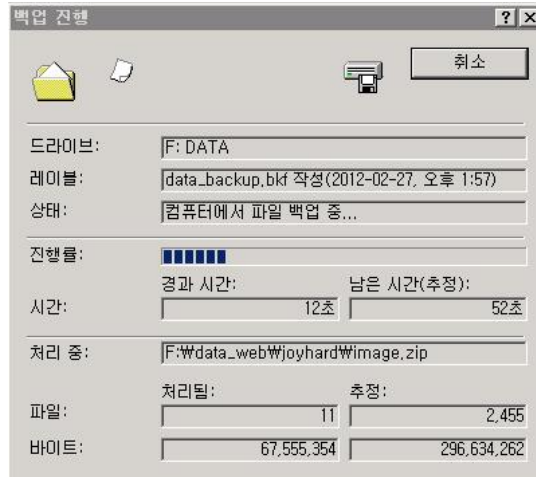 백업 진행
취소
드라이브: F: DATA
레이블: data_backup.bkf 작성(2012-02-27, 오후 1:57)
상태: 컴퓨터에서 파일 백업 중...
진행률:
경과 시간: 남은 시간(추정):
시간: 12초 52초
처리 중: F:₩data_web₩joyhard₩image.zip
처리됨: 추정:
파일: 11 2,455
바이트: 67,555,354 296,634,262